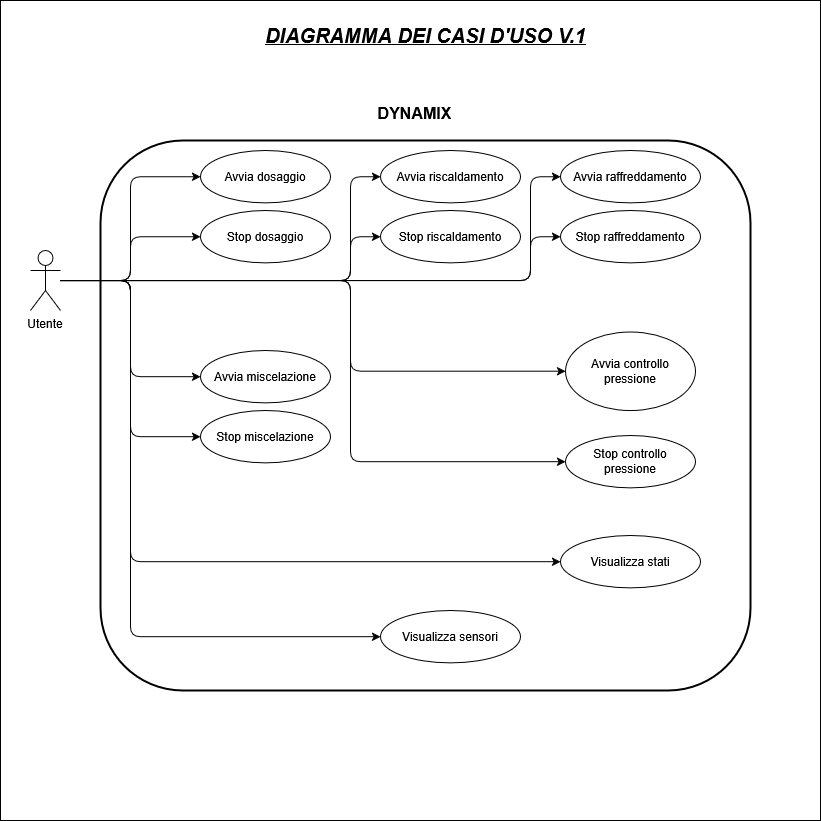 DIAGRAMMA DEI CASI D'USO V.1
DYNAMIX
Avvia dosaggio
Avvia riscaldamento
Avvia raffreddamento
Stop dosaggio
Stop riscaldamento
Stop raffreddamento
Utente
Avvia miscelazione
Avvia controllo
pressione
Stop miscelazione
Stop controllo
pressione
Visualizza stati
Visualizza sensori